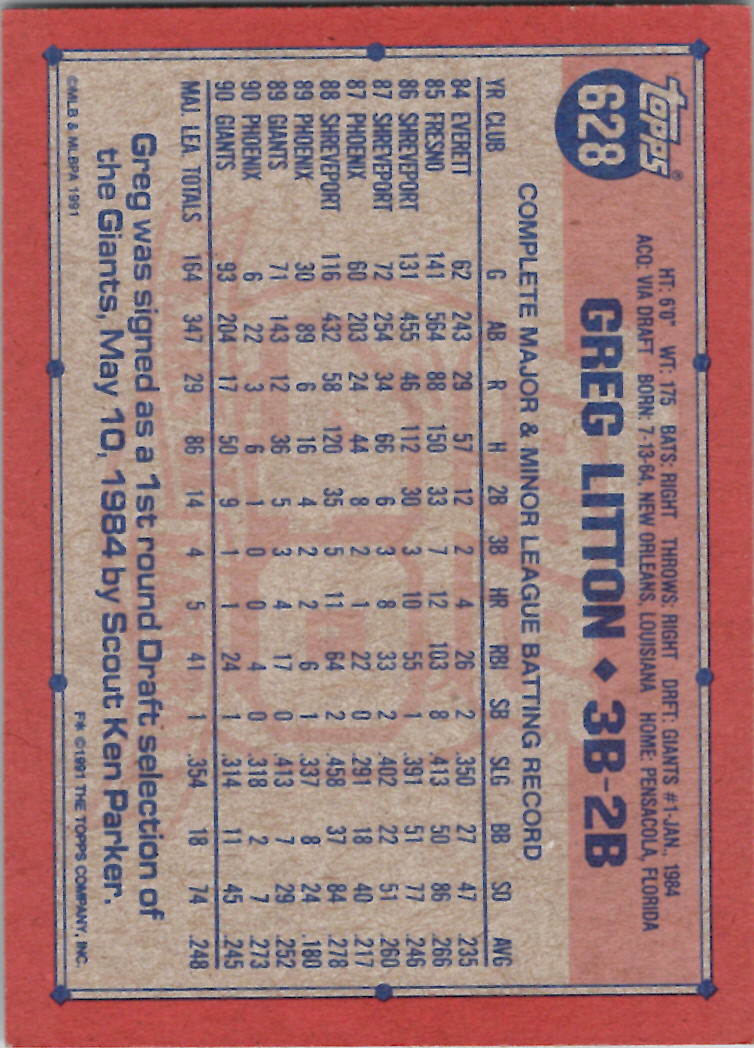 Topps®
628
HT: 6'0" WT: 175 BATS: RIGHT THROWS: RIGHT DRFT: GIANTS #1-JAN., 1984
ACQ: VIA DRAFT BORN: 7-13-64, NEW ORLEANS, LOUISIANA HOME: PENSACOLA, FLORIDA
GREG LITTON ◆ 3B-2B
COMPLETE MAJOR & MINOR LEAGUE BATTING RECORD
YR CLUB G AB R H 2B 3B HR RBI SB SLG BB SO AVG
84 EVERETT 62 243 29 57 12 2 4 26 2 .350 27 47 .235
85 FRESNO 141 564 88 150 33 7 12 103 8 .413 50 86 .266
86 SHREVEPORT 131 455 46 112 30 3 10 55 1 .391 51 77 .246
87 SHREVEPORT 72 254 34 66 6 3 8 33 2 .402 22 51 .260
87 PHOENIX 60 203 24 44 8 2 1 22 0 .291 18 40 .217
88 SHREVEPORT 116 432 58 120 35 5 11 64 2 .458 37 84 .278
89 PHOENIX 30 89 6 16 4 2 2 6 1 .337 8 24 .180
89 GIANTS 71 143 12 36 5 3 4 17 0 .413 7 29 .252
90 PHOENIX 6 22 3 6 1 0 0 4 0 .318 2 7 .273
90 GIANTS 93 204 17 50 9 1 1 24 1 .314 11 45 .245
MAJ. LEA. TOTALS 164 347 29 86 14 4 5 41 1 .354 18 74 .248
Greg was signed as a 1st round Draft selection of
the Giants, May 10, 1984 by Scout Ken Parker.
©MLB & MLBPA 1991 F* ©1991 THE TOPPS COMPANY, INC.